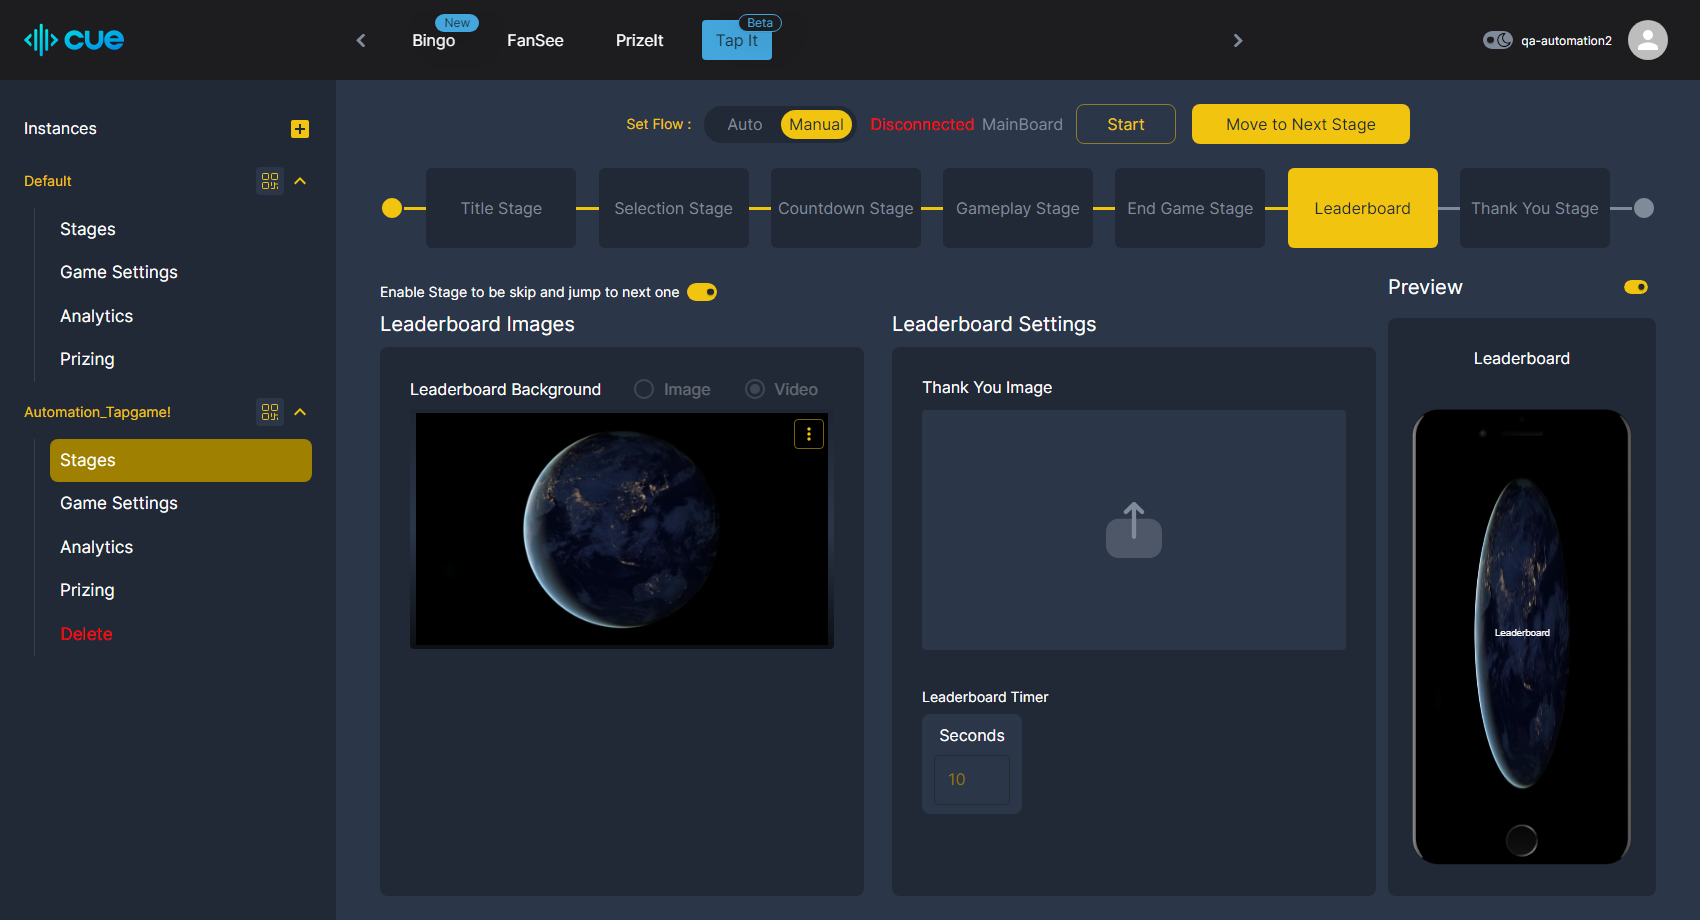 cue
New
Bingo
FanSee
PrizeIt
Beta
Tap It
qa-automation2
Instances
Default
Stages
Game Settings
Analytics
Prizing
Automation_Tapgame!
Stages
Game Settings
Analytics
Prizing
Delete
Set Flow : Auto Manual Disconnected MainBoard Start Move to Next Stage
Title Stage
Selection Stage
Countdown Stage
Gameplay Stage
End Game Stage
Leaderboard
Thank You Stage
Enable Stage to be skip and jump to next one
Leaderboard Images
Leaderboard Background Image Video
Leaderboard Settings
Thank You Image
Leaderboard Timer
Seconds
10
Preview
Leaderboard
Leaderboard